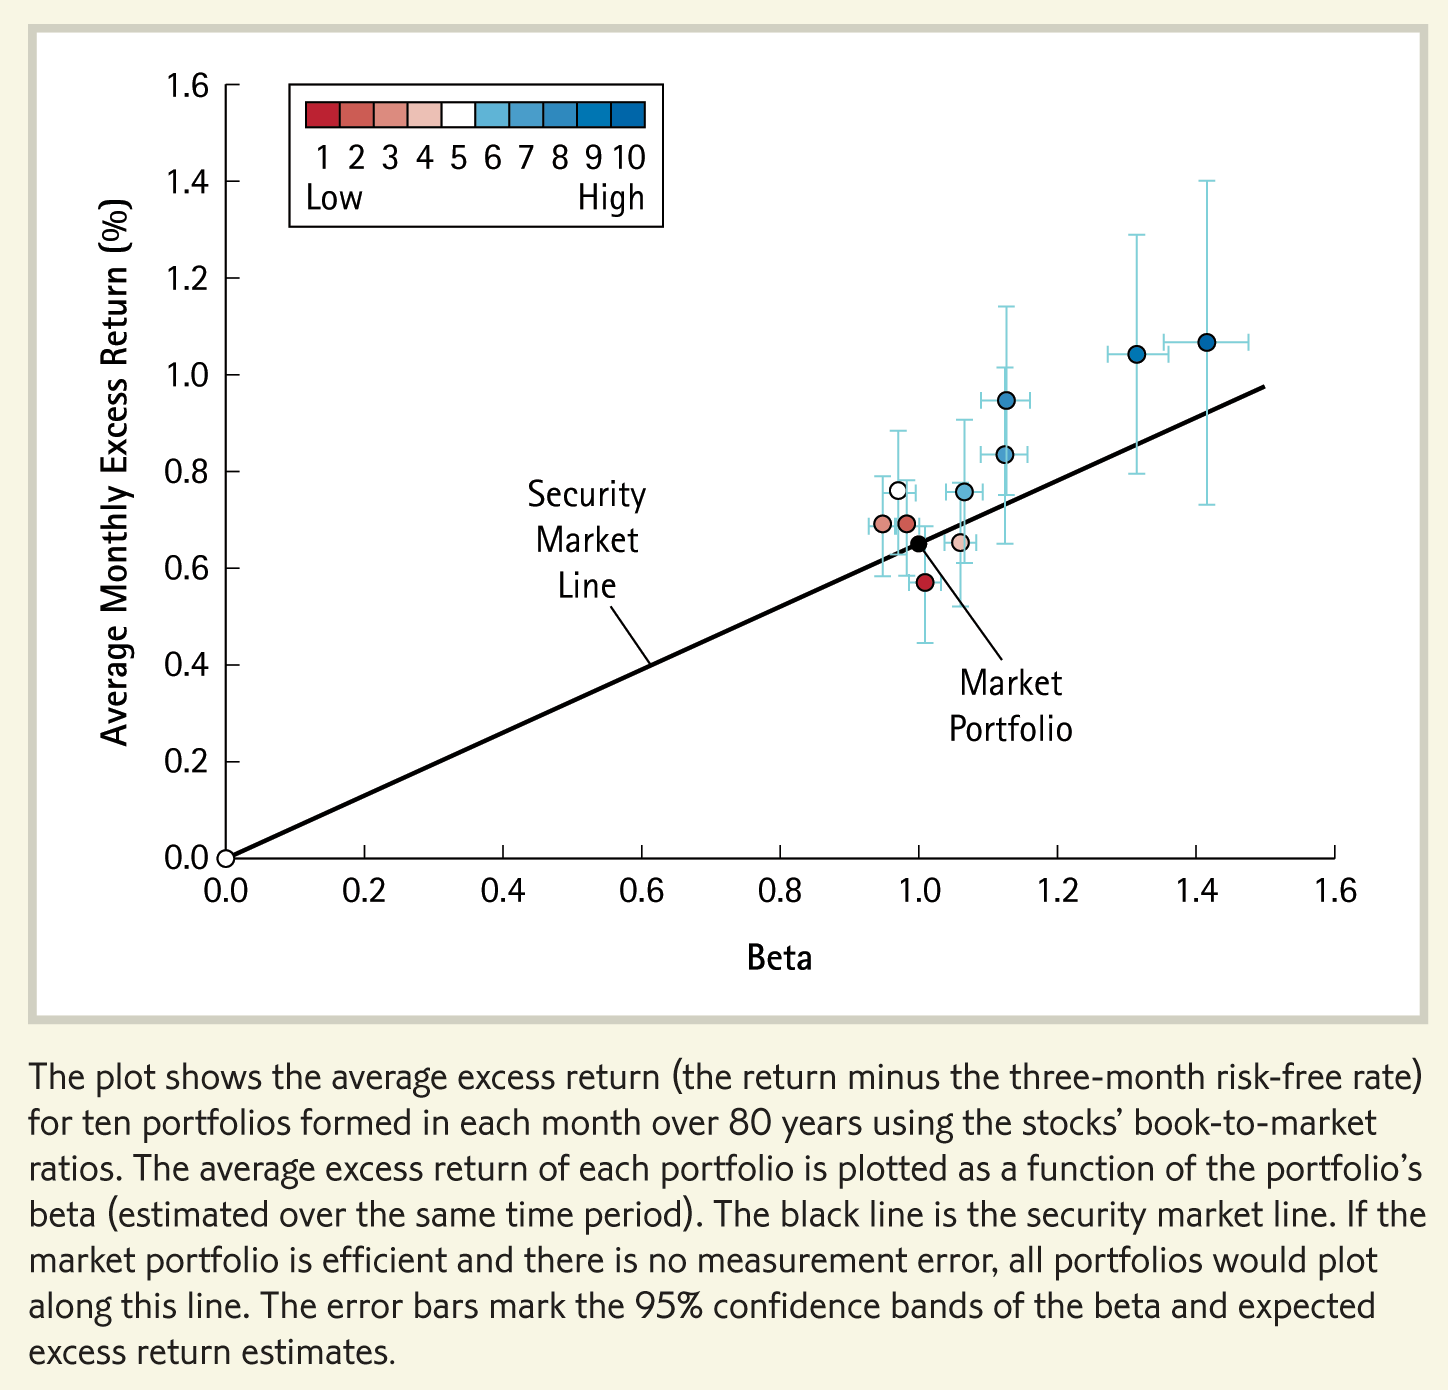 1.6
1.4
1.2
1.0
0.8
0.6
0.4
0.2
0.0
Average Monthly Excess Return (%)
1 2 3 4 5 6 7 8 9 10
Low High
Security
Market
Line
Market
Portfolio
0.0 0.2 0.4 0.6 0.8 1.0 1.2 1.4 1.6
Beta
The plot shows the average excess return (the return minus the three-month risk-free rate)
for ten portfolios formed in each month over 80 years using the stocks’ book-to-market
ratios. The average excess return of each portfolio is plotted as a function of the portfolio’s
beta (estimated over the same time period). The black line is the security market line. If the
market portfolio is efficient and there is no measurement error, all portfolios would plot
along this line. The error bars mark the 95% confidence bands of the beta and expected
excess return estimates.